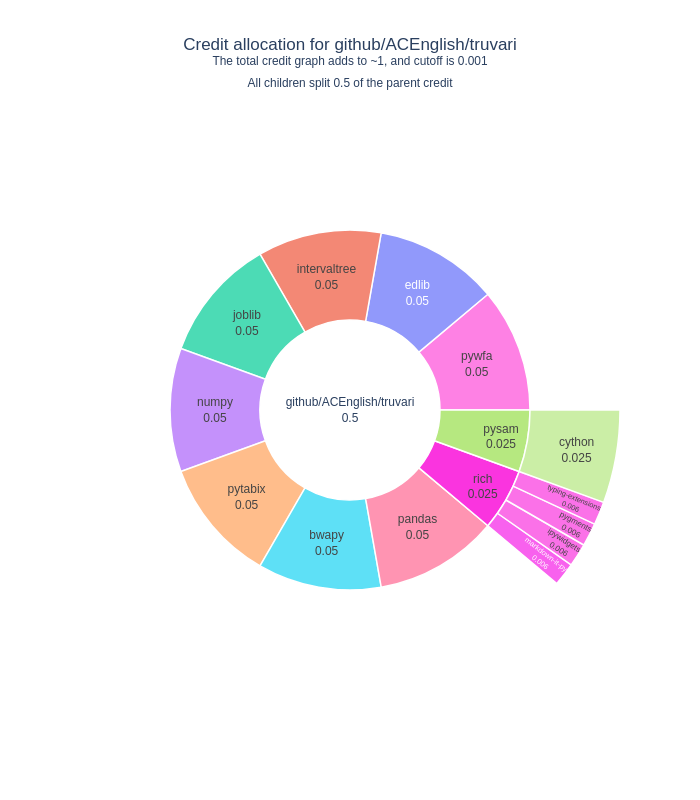 Credit allocation for github/ACEnglish/truvari
The total credit graph adds to ~1, and cutoff is 0.001
All children split 0.5 of the parent credit
intervaltree
0.05
edlib
0.05
joblib
0.05
pywfa
0.05
numpy
0.05
github/ACEnglish/truvari
0.5
pysam
0.025
cython
0.025
rich
0.025
typing-extensions
0.006
pygments
0.006
ipywidgets
0.006
markdown-it-py
0.006
pytabix
0.05
pandas
0.05
bwapy
0.05